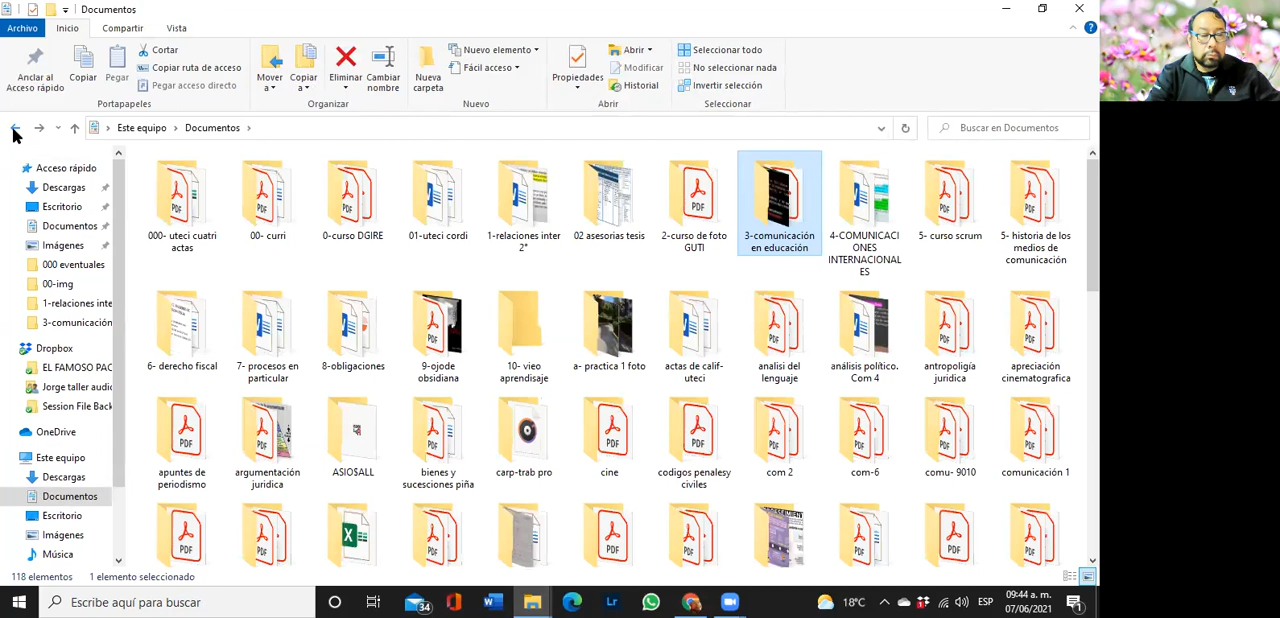 Documentos
Archivo Inicio Compartir Vista
Anclar al Acceso rápido
Copiar
Pegar
Cortar
Copiar ruta de acceso
Pegar acceso directo
Portapapeles
Mover a
Copiar a
Eliminar
Cambiar nombre
Organizar
Nueva carpeta
Nuevo elemento
Fácil acceso
Nuevo
Propiedades
Abrir
Modificar
Historial
Abrir
Seleccionar todo
No seleccionar nada
Invertir selección
Seleccionar
Este equipo > Documentos >
Buscar en Documentos
Acceso rápido
Descargas
Escritorio
Documentos
Imágenes
000 eventuales
00-img
1-relaciones inte
3-comunicación
Dropbox
EL FAMOSO PAC
Jorge taller audio
Session File Back
OneDrive
Este equipo
Descargas
Documentos
Escritorio
Imágenes
Música
000- uteci cuatri
actas
00- curri
0-curso DGIRE
01-uteci cordi
1-relaciones inter
2°
02 asesorias tesis
2-curso de foto
GUTI
3-comunicación
en educación
4-COMUNICACI
ONES
INTERNACIONAL
ES
5- curso scrum
5- historia de los
medios de
comunicación
6- derecho fiscal
7- procesos en
particular
8-obligaciones
9-ojode
obsidiana
10- vieo
aprendisaje
a- practica 1 foto
actas de calif-
uteci
analisi del
lenguaje
análisis político.
Com 4
antropoligía
juridica
apreciación
cinematografica
apuntes de
periodismo
argumentación
juridica
ASIOSALL
bienes y
sucesciones piña
carp-trab pro
cine
codigos penalesy
civiles
com 2
com-6
comu- 9010
comunicación 1
118 elementos 1 elemento seleccionado
Escribe aquí para buscar
34
18°C
ESP
09:44 a. m.
07/06/2021